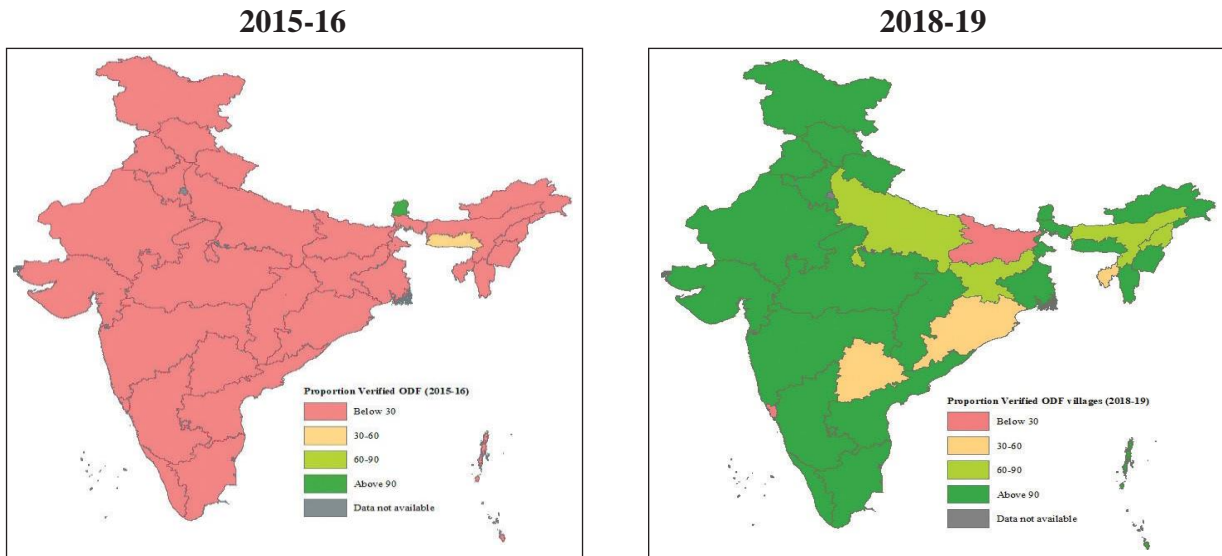 2015-16
2018-19
Proportion Verified ODF (2015-16)
Below 30
30-60
60-90
Above 90
Data not available
Proportion Verified ODF villages (2018-19)
Below 30
30-60
60-90
Above 90
Data not available